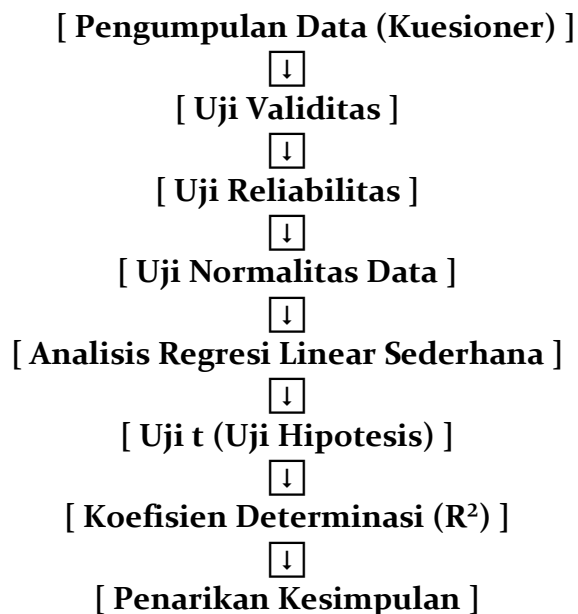 [ Pengumpulan Data (Kuesioner) ]
↓
[ Uji Validitas ]
↓
[ Uji Reliabilitas ]
↓
[ Uji Normalitas Data ]
↓
[ Analisis Regresi Linear Sederhana ]
↓
[ Uji t (Uji Hipotesis) ]
↓
[ Koefisien Determinasi (R²) ]
↓
[ Penarikan Kesimpulan ]